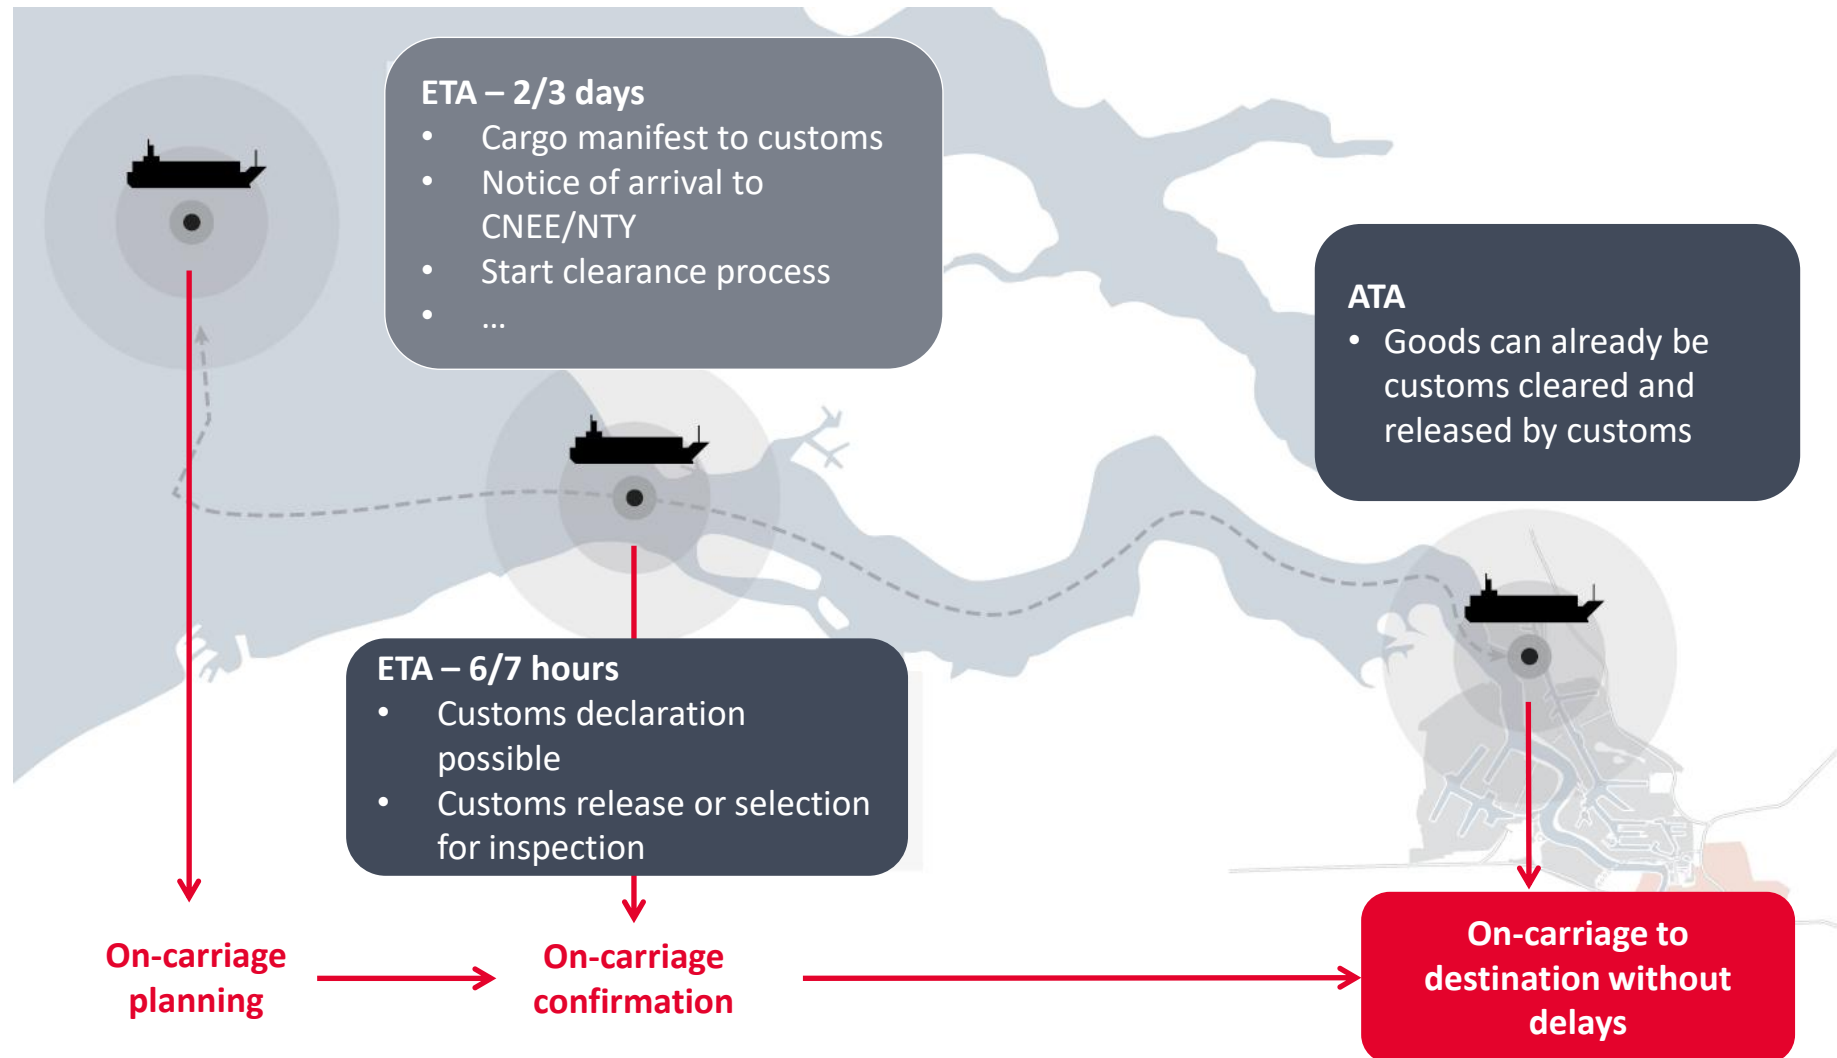 ETA – 2/3 days
• Cargo manifest to customs
• Notice of arrival to
CNEE/NTY
• Start clearance process
• ...
ATA
• Goods can already be
customs cleared and
released by customs
ETA – 6/7 hours
• Customs declaration
possible
• Customs release or selection
for inspection
On-carriage
planning
On-carriage
confirmation
On-carriage to
destination without
delays